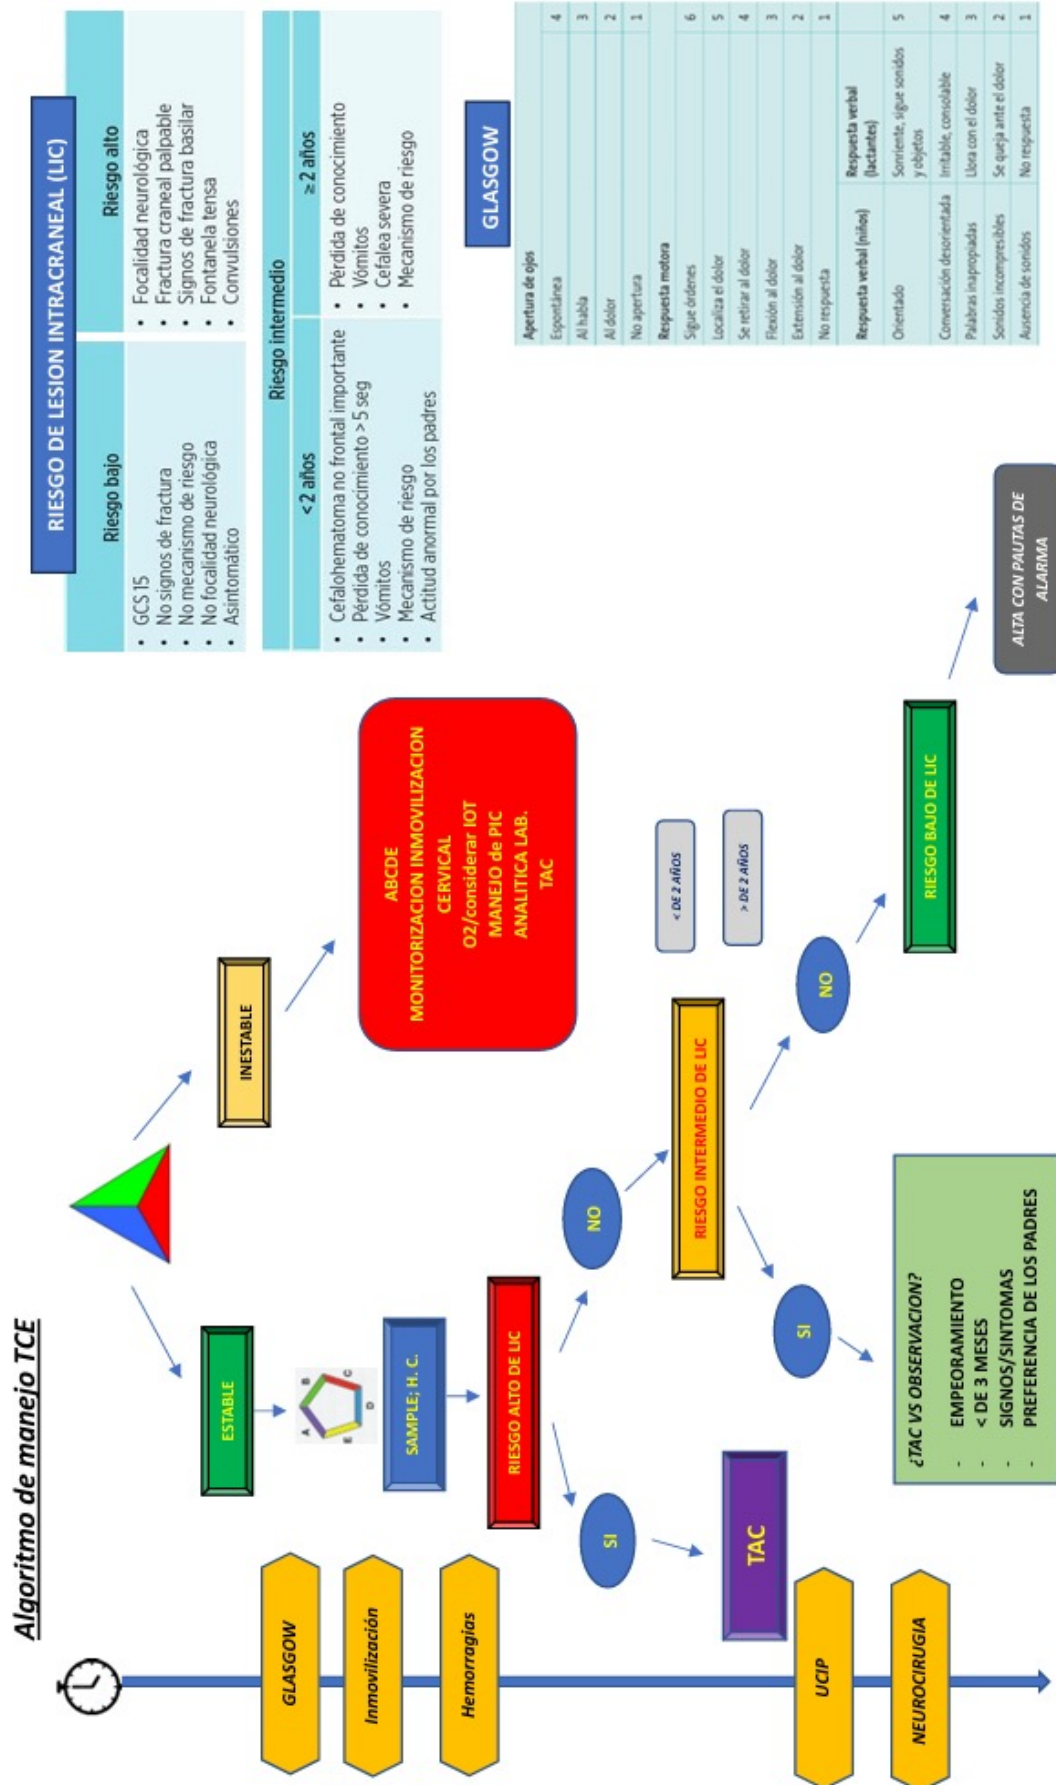 Algoritmo de manejo TCE
GLASGOW
Inmovilización
Hemorragias
UCIP
NEUROCIRUGIA
ESTABLE
INESTABLE
A
B
C
D
E
SAMPLE; H. C.
ABCDE
MONITORIZACION INMOVILIZACION
CERVICAL
O2/considerar IOT
MANEJO de PIC
ANALITICA LAB.
TAC
RIESGO ALTO DE LIC
SI
NO
TAC
RIESGO INTERMEDIO DE LIC
< DE 2 AÑOS
> DE 2 AÑOS
SI
NO
¿TAC VS OBSERVACION?
- EMPEORAMIENTO
- < DE 3 MESES
- SIGNOS/SINTOMAS
- PREFERENCIA DE LOS PADRES
RIESGO BAJO DE LIC
ALTA CON PAUTAS DE
ALARMA
RIESGO DE LESION INTRACRANEAL (LIC)
Riesgo bajo
• GCS 15
• No signos de fractura
• No mecanismo de riesgo
• No focalidad neurológica
• Asintomático
Riesgo alto
• Focalidad neurológica
• Fractura craneal palpable
• Signos de fractura basilar
• Fontanela tensa
• Convulsiones
Riesgo intermedio
< 2 años
• Cefalohematoma no frontal importante
• Pérdida de conocimiento > 5 seg
• Vómitos
• Mecanismo de riesgo
• Actitud anormal por los padres
≥ 2 años
• Pérdida de conocimiento
• Vómitos
• Cefalea severa
• Mecanismo de riesgo
GLASGOW
Apertura de ojos
Espontánea 4
Al habla 3
Al dolor 2
No apertura 1
Respuesta motora
Sigue órdenes 6
Localiza el dolor 5
Se retirar al dolor 4
Flexión al dolor 3
Extensión al dolor 2
No respuesta 1
Respuesta verbal (niños) Respuesta verbal
(lactantes)
Orientado Sonriente, sigue sonidos 5
y objetos
Conversación desorientada Irritable, consolable 4
Palabras inapropiadas Llora con el dolor 3
Sonidos incompresibles Se queja ante el dolor 2
Ausencia de sonidos No respuesta 1